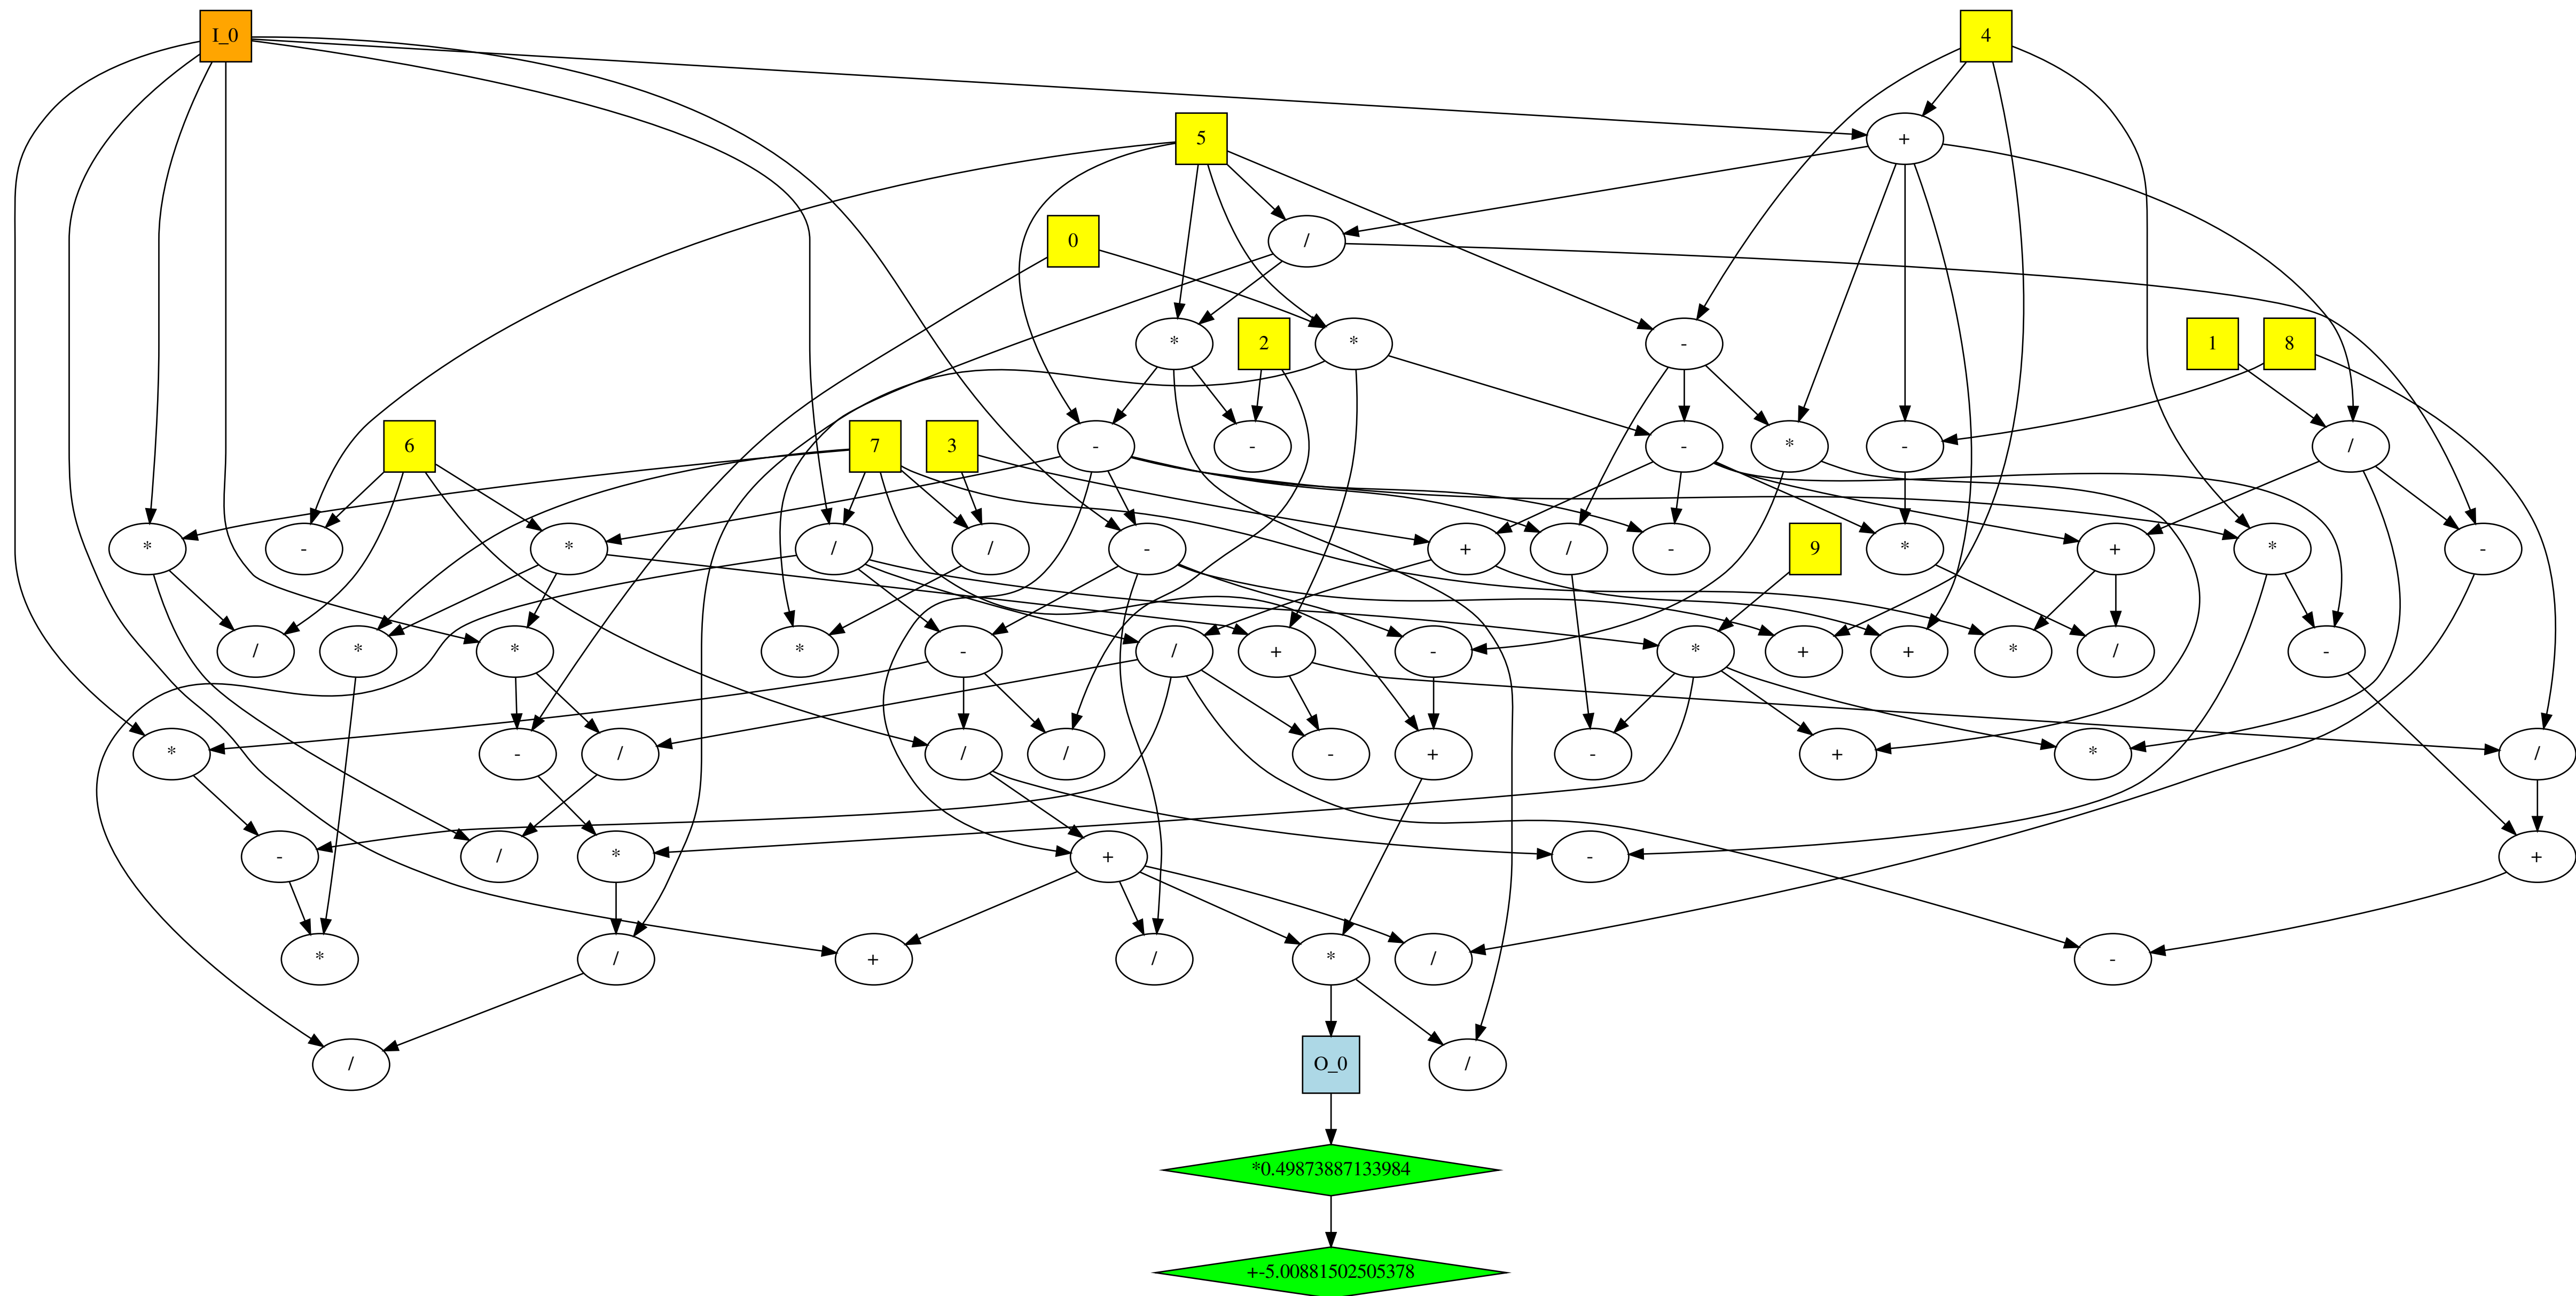 I_0 4
+
5
0 /
* 2 * - 1 8
6 7 3 - - - * - /
* - * / / - + / - 9 * + * -
/ * * * - / + - * + + * / -
* - / / / - + - + * /
- / * + - +
* / + / * / -
/ O_0 /
*0.49873887133984
+-5.00881502505378